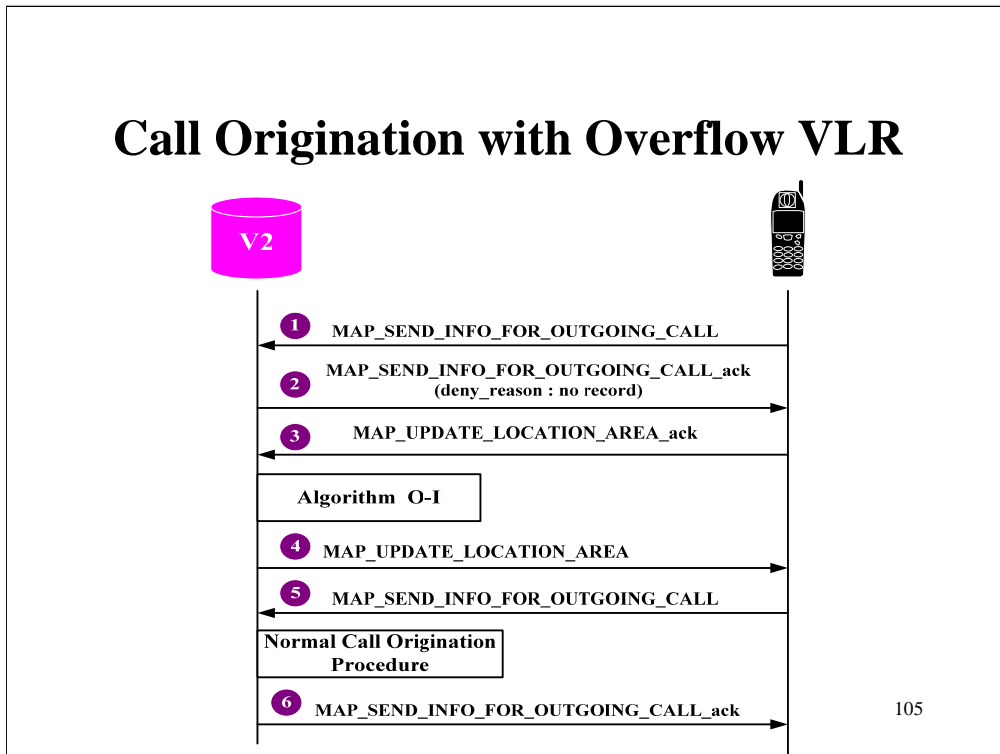 Call Origination with Overflow VLR
V2
1
MAP_SEND_INFO_FOR_OUTGOING_CALL
MAP_SEND_INFO_FOR_OUTGOING_CALL_ack
2
(deny_reason : no record)
3
MAP_UPDATE_LOCATION_AREA_ack
Algorithm O-I
4
MAP_UPDATE_LOCATION_AREA
5
MAP_SEND_INFO_FOR_OUTGOING_CALL
Normal Call Origination
Procedure
6
MAP_SEND_INFO_FOR_OUTGOING_CALL_ack
105